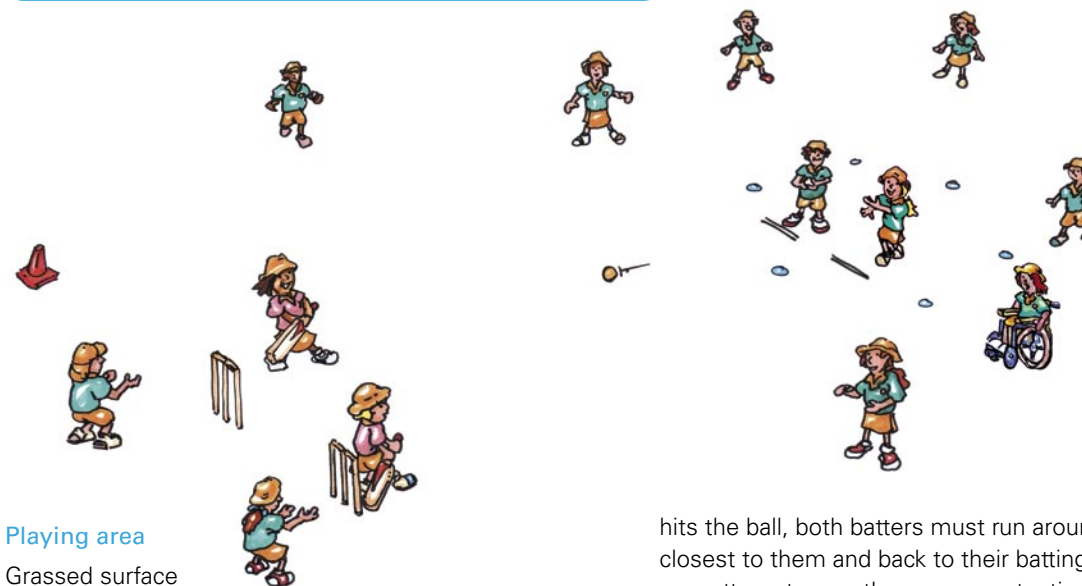 Playing area
Grassed surface
hits the ball, both batters must run
closest to them and back to their batting